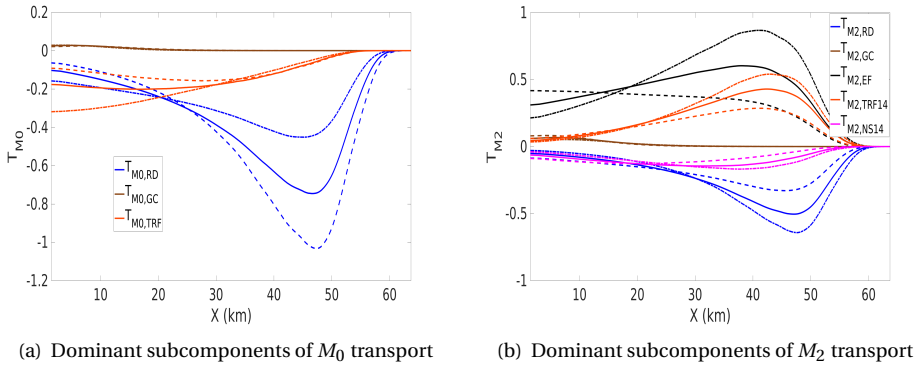 0.2
0
-0.2
-0.4
-0.6
-0.8
-1
-1.2
T_M0
10 20 30 40 50 60
X (km)
T_M0,RD
T_M0,GC
T_M0,TRF
(a) Dominant subcomponents of M_0 transport
1
0.5
0
-0.5
-1
T_M2
10 20 30 40 50 60
X (km)
T_M2,RD
T_M2,GC
T_M2,EF
T_M2,TRF14
T_M2,NS14
(b) Dominant subcomponents of M_2 transport